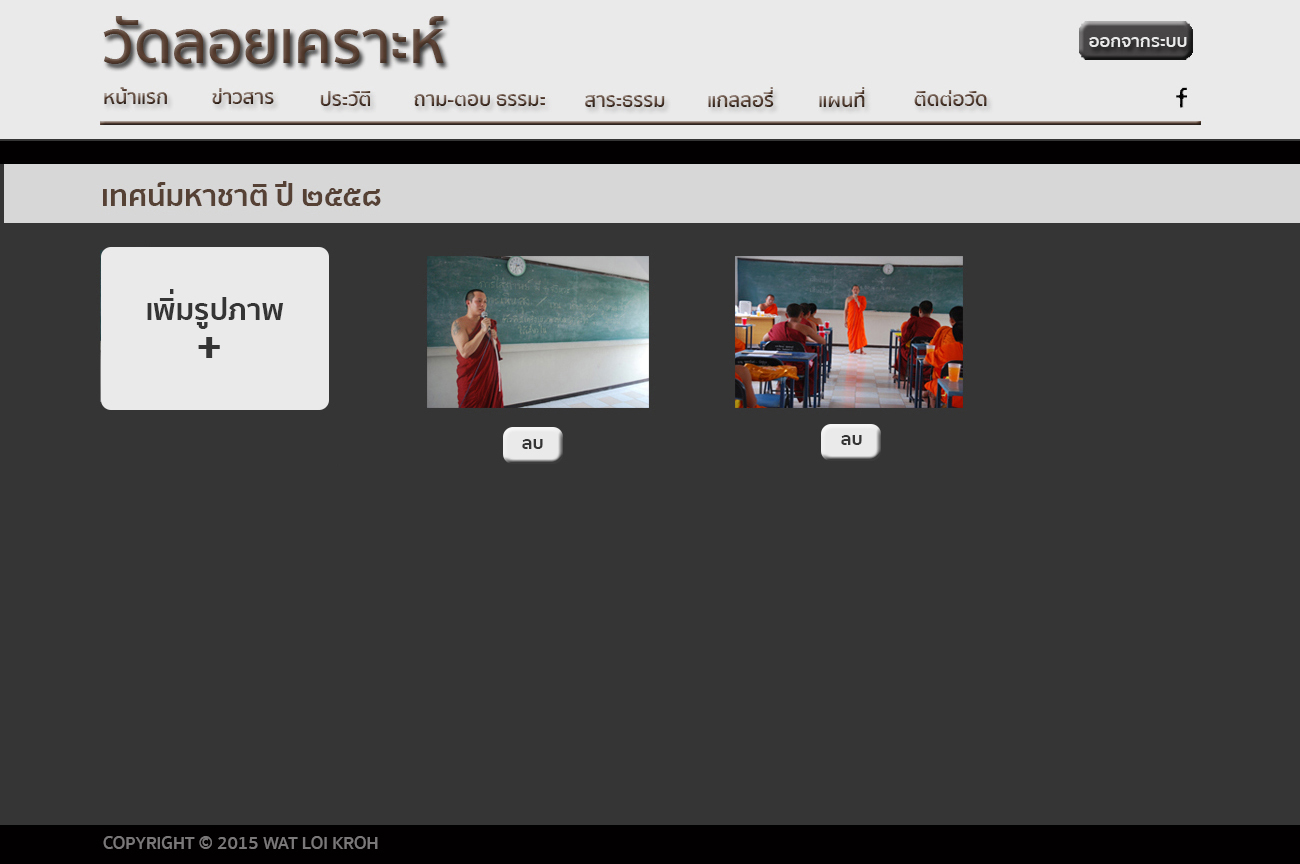 วัดลอยเคราะห์
ออกจากระบบ
หน้าแรก ข่าวสาร ประวัติ ถาม-ตอบ ธรรมะ สาระธรรม แกลลอรี่ แผนที่ ติดต่อวัด f
เทศน์มหาชาติ ปี ๒๕๕๘
เพิ่มรูปภาพ
+
ลบ ลบ
COPYRIGHT © 2015 WAT LOI KROH